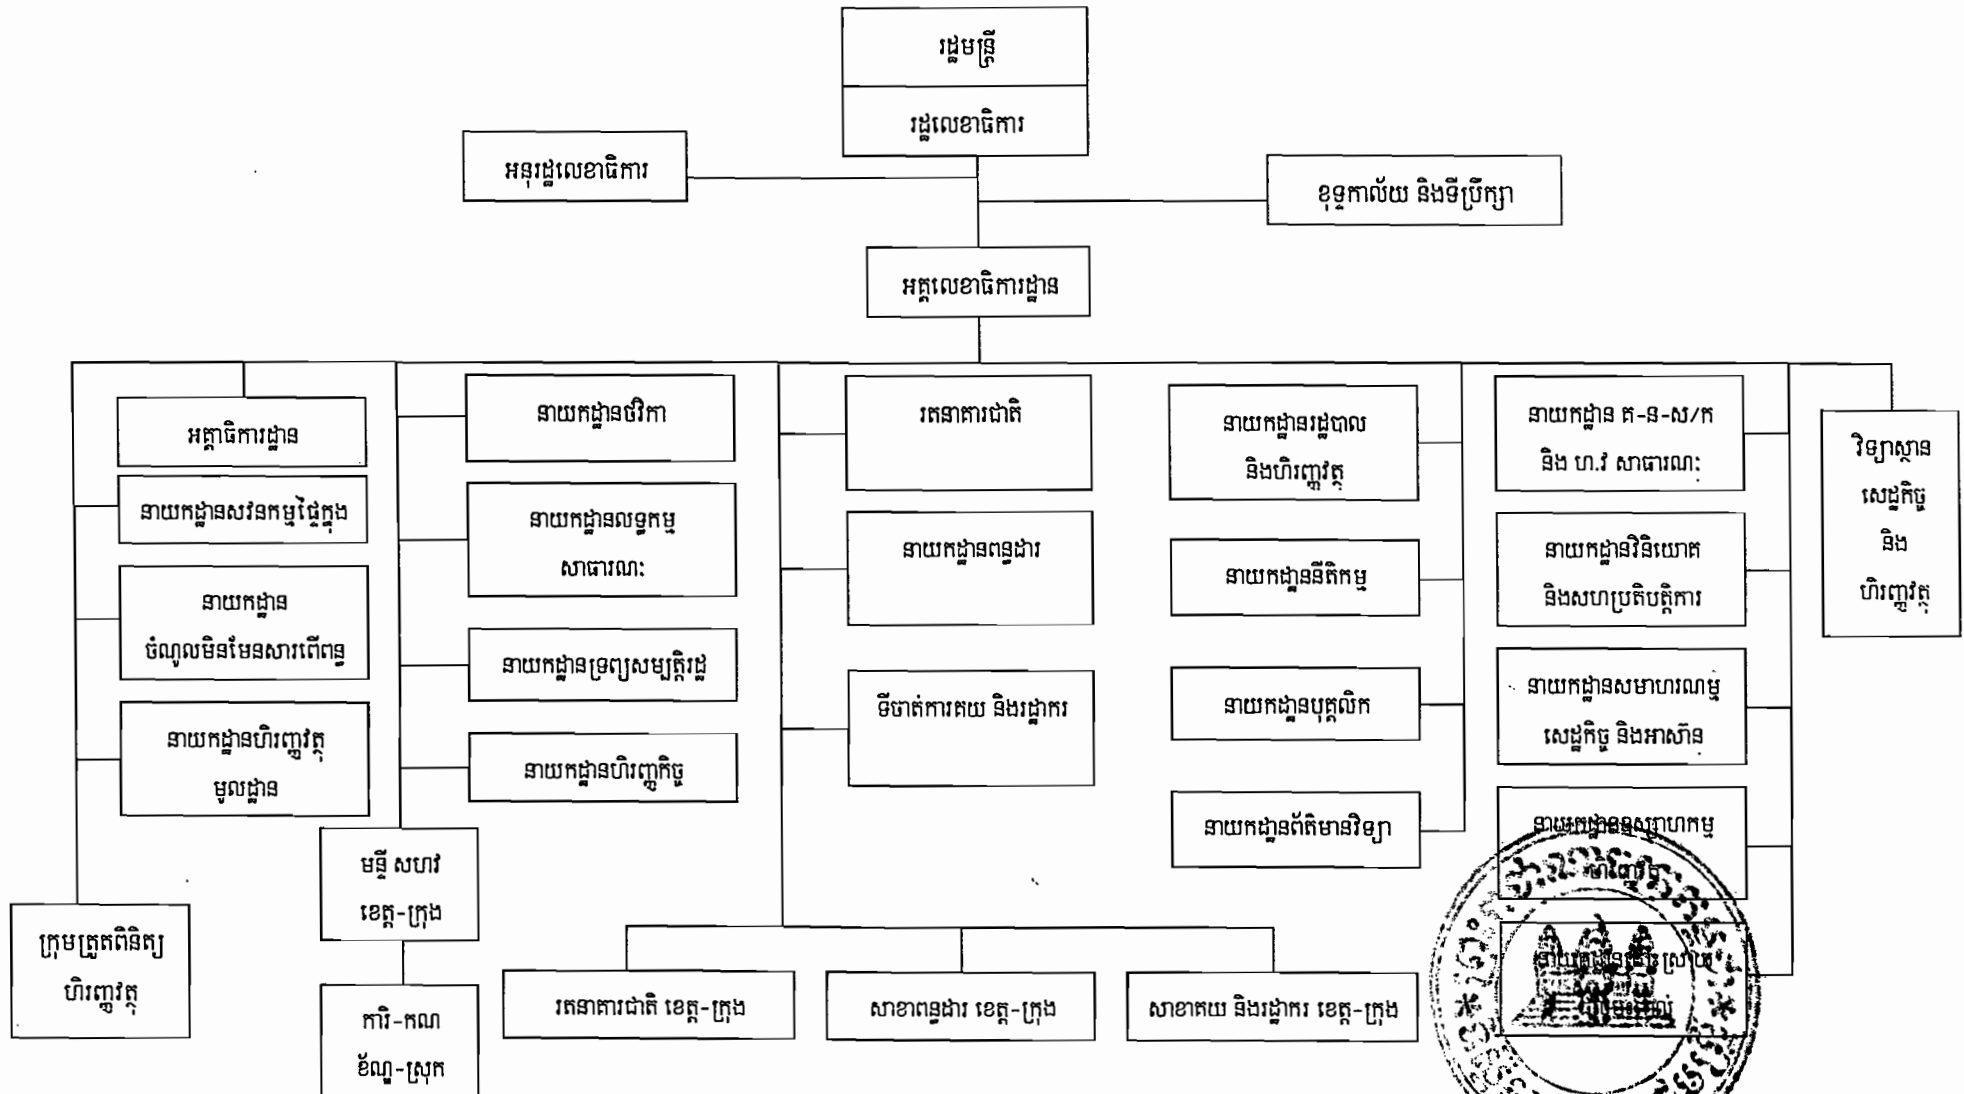 រដ្ឋមន្ត្រី
រដ្ឋលេខាធិការ
អនុរដ្ឋលេខាធិការ
ខុទ្ទកាល័យ និងទីប្រឹក្សា
អគ្គលេខាធិការដ្ឋាន
អគ្គាធិការដ្ឋាន
នាយកដ្ឋានសវនកម្មផ្ទៃក្នុង
នាយកដ្ឋាន
ចំណូលមិនមែនសារពើពន្ធ
នាយកដ្ឋានហិរញ្ញវត្ថុ
មូលដ្ឋាន
ក្រុមត្រួតពិនិត្យ
ហិរញ្ញវត្ថុ
នាយកដ្ឋានថវិកា
នាយកដ្ឋានលទ្ធកម្ម
សាធារណៈ
នាយកដ្ឋានទ្រព្យសម្បត្តិរដ្ឋ
នាយកដ្ឋានហិរញ្ញកិច្ច
មន្ទី សហវ
ខេត្ត-ក្រុង
ការិ-កណ
ខ័ណ្ឌ-ស្រុក
រតនាគារជាតិ
នាយកដ្ឋានពន្ធដារ
ទីចាត់ការគយ និងរដ្ឋាករ
រតនាគារជាតិ ខេត្ត-ក្រុង
សាខាពន្ធដារ ខេត្ត-ក្រុង
សាខាគយ និងរដ្ឋាករ ខេត្ត-ក្រុង
នាយកដ្ឋានរដ្ឋបាល
និងហិរញ្ញវត្ថុ
នាយកដ្ឋាននីតិកម្ម
នាយកដ្ឋានបុគ្គលិក
នាយកដ្ឋានព័ត៌មានវិទ្យា
នាយកដ្ឋាន គ-ន-ស/ក
និង ហ.វ សាធារណៈ
នាយកដ្ឋានវិនិយោគ
និងសហប្រតិបត្តិការ
នាយកដ្ឋានសមាហរណម្ម
សេដ្ឋកិច្ច និងអាស៊ាន
នាយកដ្ឋានឧស្សាហកម្ម
ហិរញ្ញវត្ថុ
វិទ្យាស្ថាន
សេដ្ឋកិច្ច
និង
ហិរញ្ញវត្ថុ